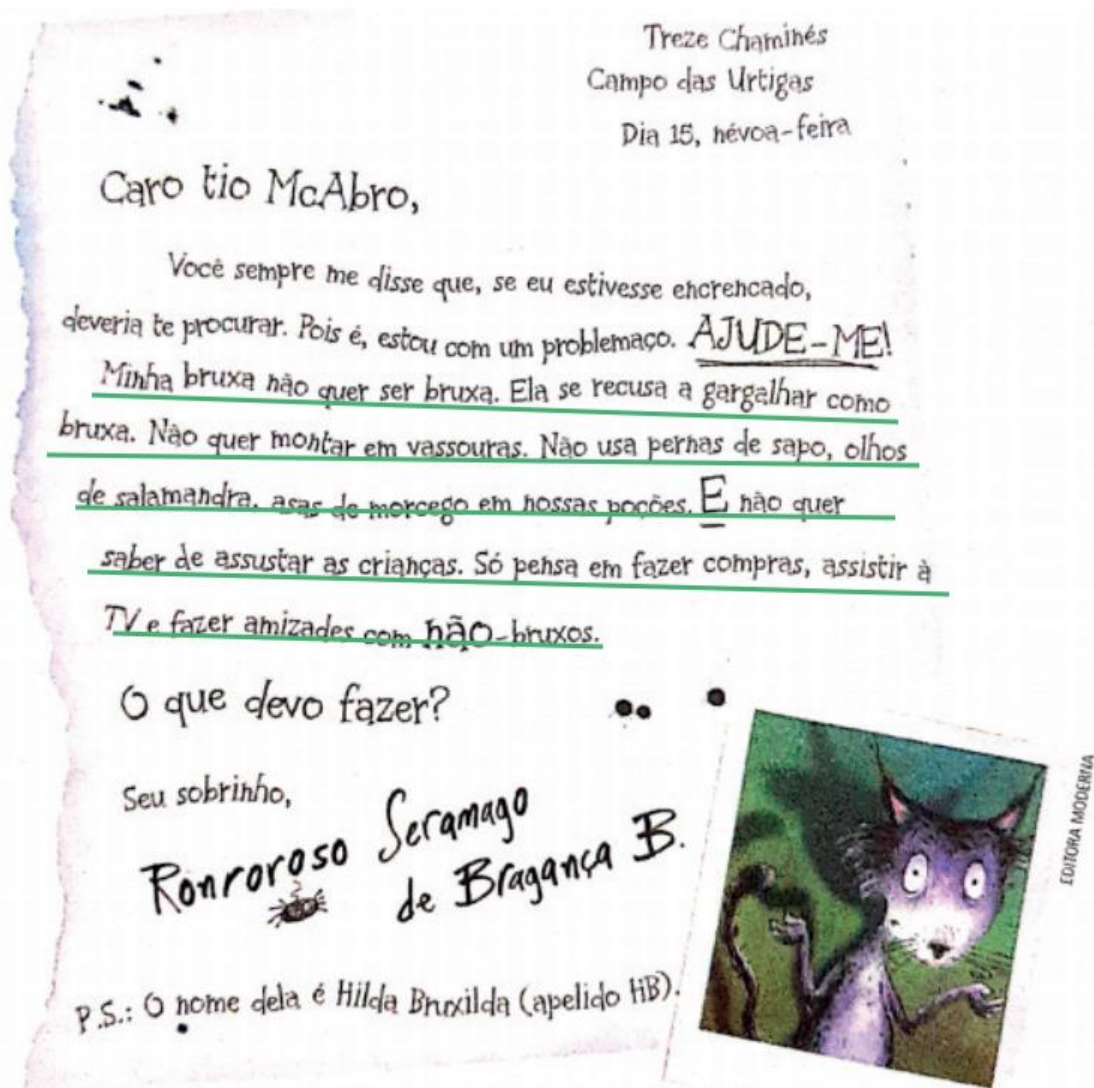 Treze Chaminés
Campo das Urtigas
Dia 15, névoa-feira
Caro tio McAbro,
Você sempre me disse que, se eu estivesse encrencado,
deveria te procurar. Pois é, estou com um problemaço. AJUDE-ME!
Minha bruxa não quer ser bruxa. Ela se recusa a gargalhar como
bruxa. Não quer montar em vassouras. Não usa pernas de sapo, olhos
de salamandra, asas de morcego em nossas poções. E não quer
saber de assustar as crianças. Só pensa em fazer compras, assistir à
TV e fazer amizades com não-bruxos.
O que devo fazer?
Seu sobrinho,
Ronroroso Seramago
de Bragança B.
P.S.: O nome dela é Hilda Bruxilda (apelido HB).
EDITORA MODERNA